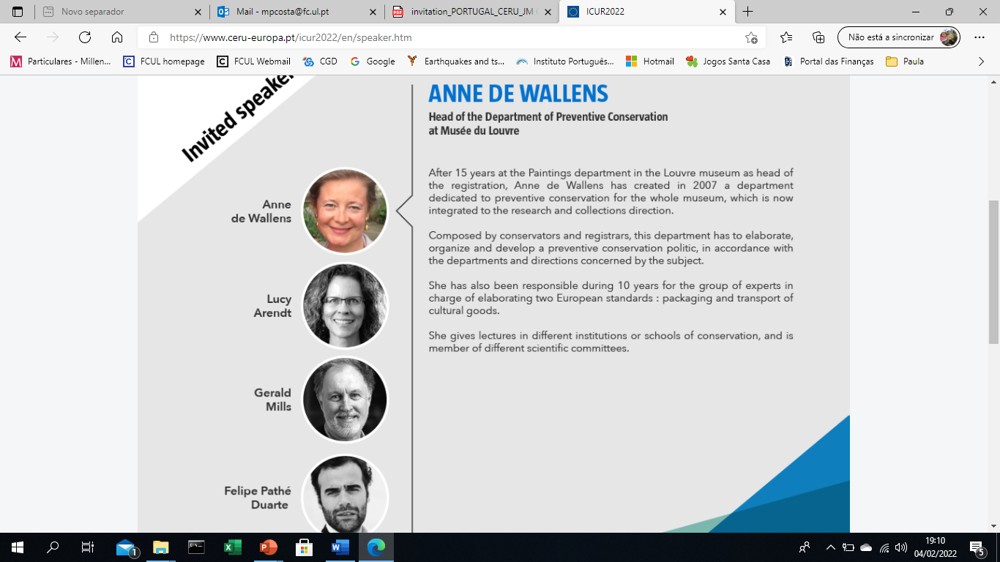 Novo separador
Mail - mpcosta@fc.ul.pt
invitation_PORTUGAL_CERU_JM
ICUR2022
https://www.ceru-europa.pt/icur2022/en/speaker.htm
Não está a sincronizar
Particulares - Millen...
FCUL homepage
FCUL Webmail
CGD
Google
Earthquakes and ts...
Instituto Português...
Hotmail
Jogos Santa Casa
Portal das Finanças
Paula
Invited speaker
ANNE DE WALLENS
Head of the Department of Preventive Conservation
at Musée du Louvre
After 15 years at the Paintings department in the Louvre museum as head of
the registration, Anne de Wallens has created in 2007 a department
dedicated to preventive conservation for the whole museum, which is now
integrated to the research and collections direction.
Composed by conservators and registrars, this department has to elaborate,
organize and develop a preventive conservation politic, in accordance with
the departments and directions concerned by the subject.
She has also been responsible during 10 years for the group of experts in
charge of elaborating two European standards : packaging and transport of
cultural goods.
She gives lectures in different institutions or schools of conservation, and is
member of different scientific committees.
Anne
de Wallens
Lucy
Arendt
Gerald
Mills
Felipe Pathé
Duarte
1
19:10
04/02/2022
5